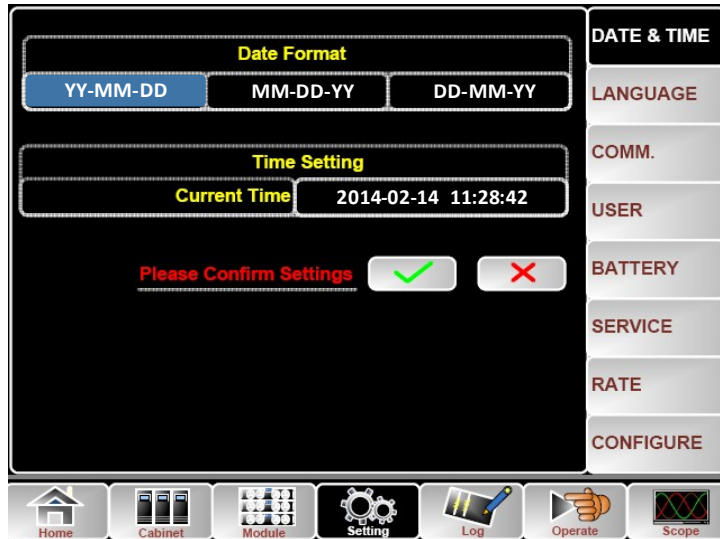 Date Format
YY-MM-DD MM-DD-YY DD-MM-YY
Time Setting
Current Time 2014-02-14 11:28:42
Please Confirm Settings
DATE & TIME
LANGUAGE
COMM.
USER
BATTERY
SERVICE
RATE
CONFIGURE
Home Cabinet Module Setting Log Operate Scope